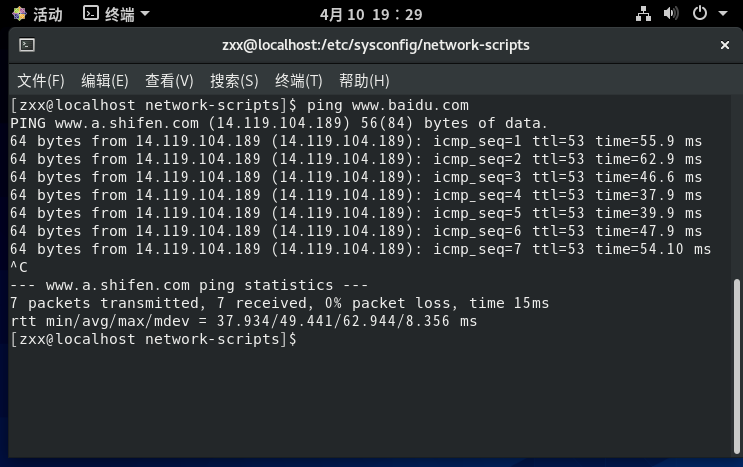 活动 终端 4月 10 19：29
zxx@localhost:/etc/sysconfig/network-scripts ×
文件(F) 编辑(E) 查看(V) 搜索(S) 终端(T) 帮助(H)
[zxx@localhost network-scripts]$ ping www.baidu.com
PING www.a.shifen.com (14.119.104.189) 56(84) bytes of data.
64 bytes from 14.119.104.189 (14.119.104.189): icmp_seq=1 ttl=53 time=55.9 ms
64 bytes from 14.119.104.189 (14.119.104.189): icmp_seq=2 ttl=53 time=62.9 ms
64 bytes from 14.119.104.189 (14.119.104.189): icmp_seq=3 ttl=53 time=46.6 ms
64 bytes from 14.119.104.189 (14.119.104.189): icmp_seq=4 ttl=53 time=37.9 ms
64 bytes from 14.119.104.189 (14.119.104.189): icmp_seq=5 ttl=53 time=39.9 ms
64 bytes from 14.119.104.189 (14.119.104.189): icmp_seq=6 ttl=53 time=47.9 ms
64 bytes from 14.119.104.189 (14.119.104.189): icmp_seq=7 ttl=53 time=54.10 ms
^C
--- www.a.shifen.com ping statistics ---
7 packets transmitted, 7 received, 0% packet loss, time 15ms
rtt min/avg/max/mdev = 37.934/49.441/62.944/8.356 ms
[zxx@localhost network-scripts]$